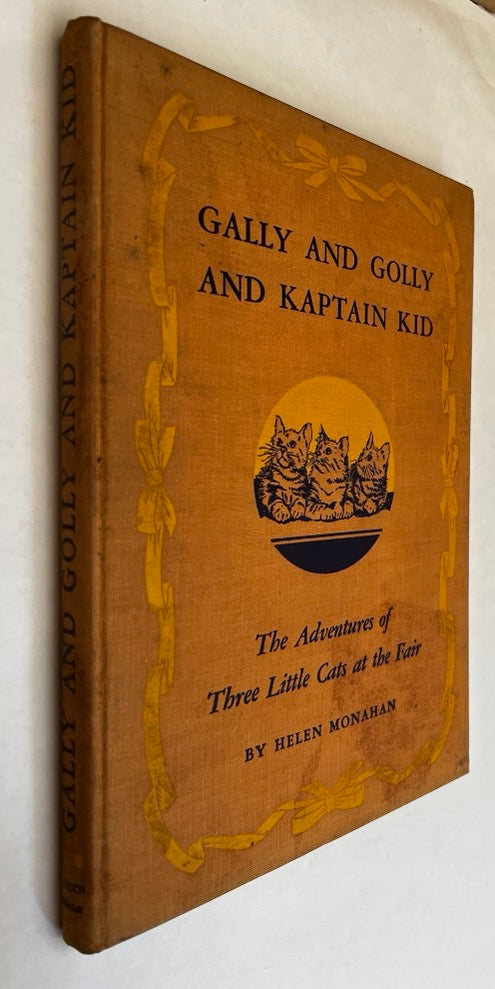 GALLY AND GOLLY
AND KAPTAIN KID
The Adventures of
Three Little Cats at the Fair
BY HELEN MONAHAN
GALLY AND GOLLY AND KAPTAIN KID